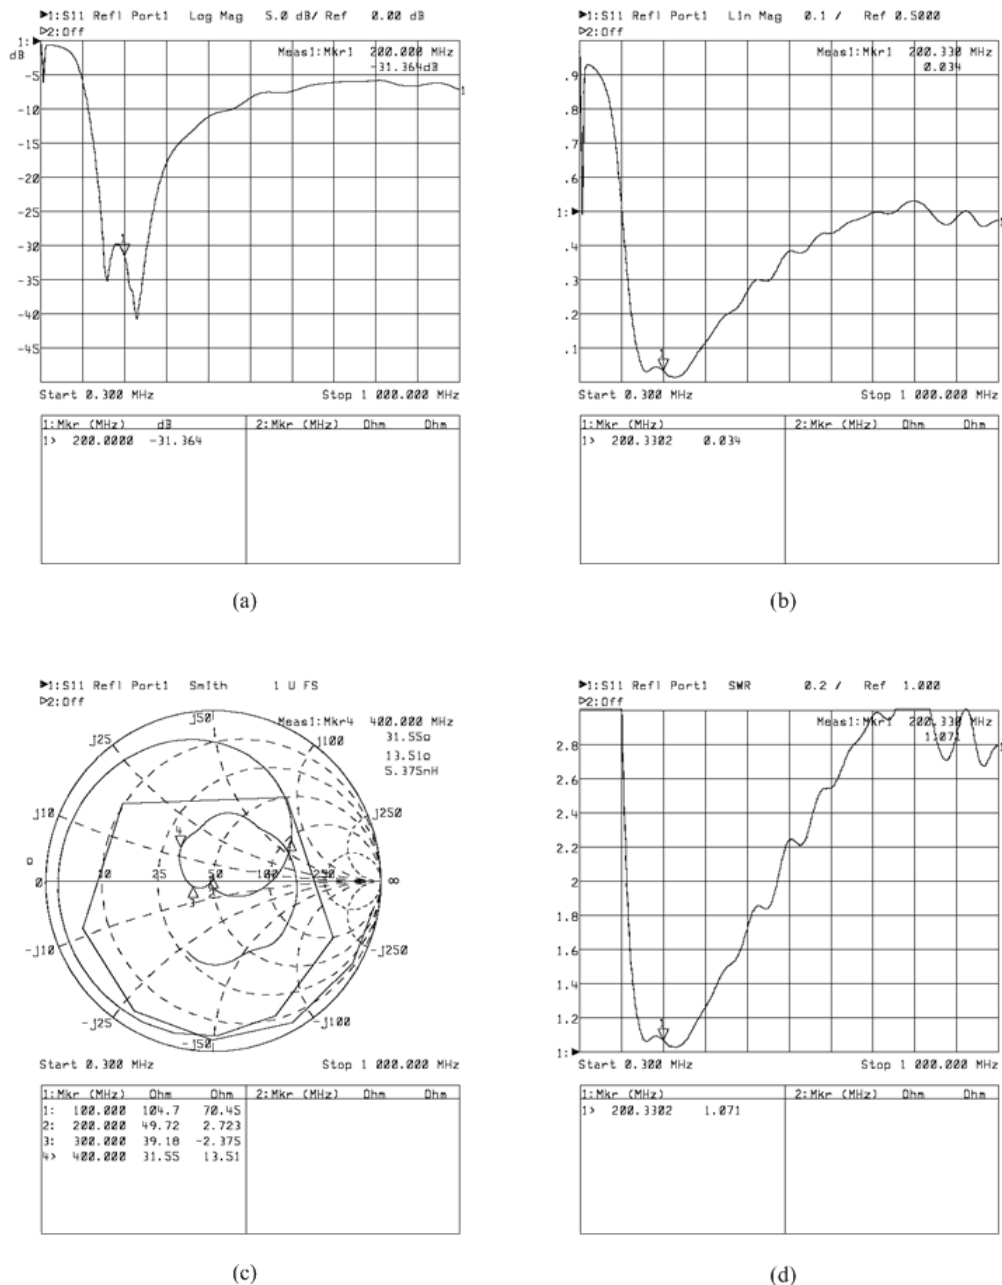 ▶1:S11 Refl Port1 Log Mag 5.0 dB/ Ref 0.00 dB
▷2:Off
1:▶
dB
Meas1:Mkr1 200.000 MHz
-31.364dB
-5
-10
-15
-20
-25
-30
-35
-40
-45
1
1
Start 0.300 MHz Stop 1 000.000 MHz
1:Mkr (MHz) dB 2:Mkr (MHz) Ohm Ohm
1> 200.0000 -31.364
(a)
▶1:S11 Refl Port1 Lin Mag 0.1 / Ref 0.5000
▷2:Off
Meas1:Mkr1 200.330 MHz
0.034
.9
.8
.7
.6
1:▶
.4
.3
.2
.1
1
1
Start 0.300 MHz Stop 1 000.000 MHz
1:Mkr (MHz) 2:Mkr (MHz) Ohm Ohm
1> 200.3302 0.034
(b)
▶1:S11 Refl Port1 Smith 1 U FS
▷2:Off
Meas1:Mkr4 400.000 MHz
31.55Ω
13.51Ω
5.375nH
j50
j25
j100
j10
j250
0
10
25
50
100
250
∞
-j10
-j250
-j25
-j100
-j50
4
1
3
2
Start 0.300 MHz Stop 1 000.000 MHz
1:Mkr (MHz) Ohm Ohm 2:Mkr (MHz) Ohm Ohm
1: 100.000 104.7 70.45
2: 200.000 49.72 2.723
3: 300.000 39.18 -2.375
4> 400.000 31.55 13.51
(c)
▶1:S11 Refl Port1 SWR 0.2 / Ref 1.000
▷2:Off
Meas1:Mkr1 200.330 MHz
1.071
2.8
2.6
2.4
2.2
2
1.8
1.6
1.4
1.2
1:▶
1
1
Start 0.300 MHz Stop 1 000.000 MHz
1:Mkr (MHz) 2:Mkr (MHz) Ohm Ohm
1> 200.3302 1.071
(d)